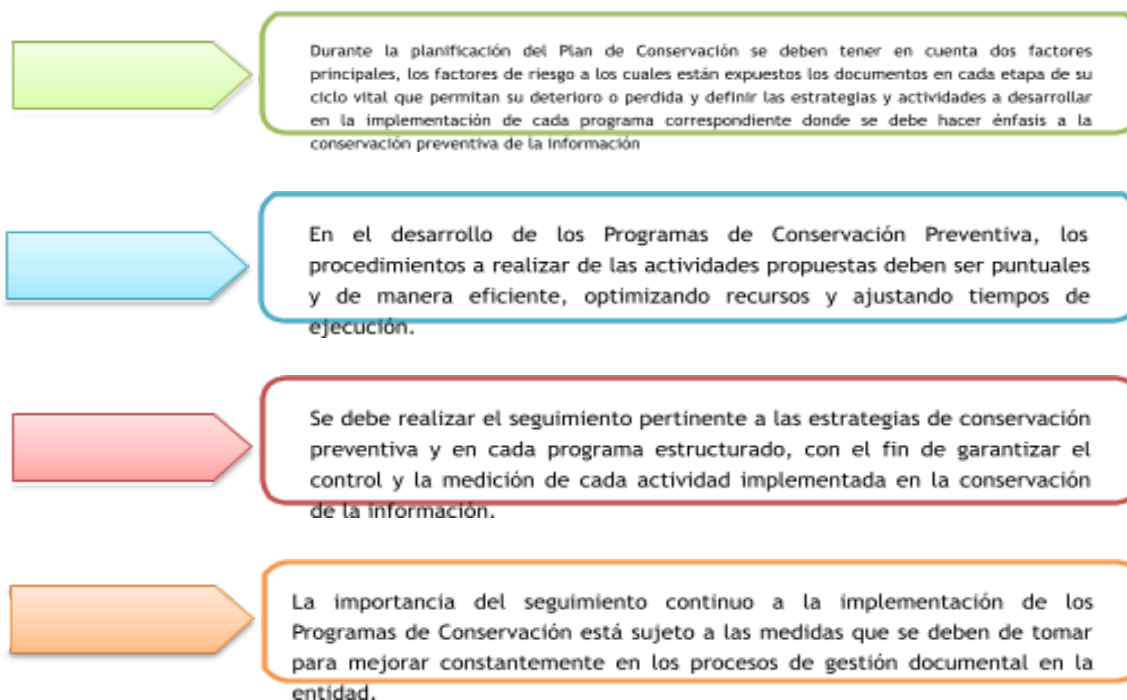 Durante la planificación del Plan de Conservación se deben tener en cuenta dos factores
principales, los factores de riesgo a los cuales están expuestos los documentos en cada etapa de su
ciclo vital que permitan su deterioro o perdida y definir las estrategias y actividades a desarrollar
en la implementación de cada programa correspondiente donde se debe hacer énfasis a la
conservación preventiva de la información
En el desarrollo de los Programas de Conservación Preventiva, los
procedimientos a realizar de las actividades propuestas deben ser puntuales
y de manera eficiente, optimizando recursos y ajustando tiempos de
ejecución.
Se debe realizar el seguimiento pertinente a las estrategias de conservación
preventiva y en cada programa estructurado, con el fin de garantizar el
control y la medición de cada actividad implementada en la conservación
de la información.
La importancia del seguimiento continuo a la implementación de los
Programas de Conservación está sujeto a las medidas que se deben de tomar
para mejorar constantemente en los procesos de gestión documental en la
entidad.